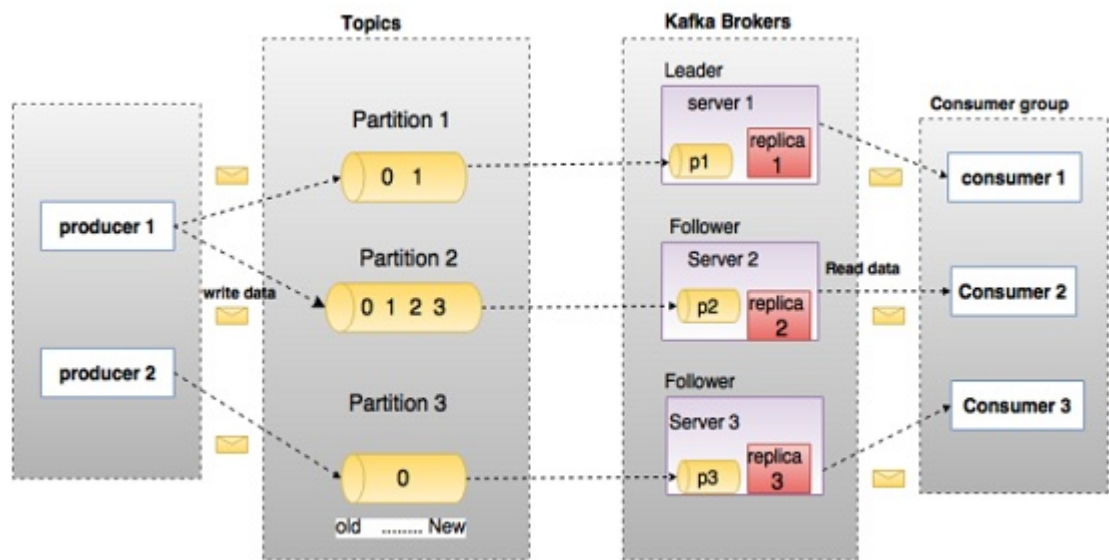 Topics
Kafka Brokers
Consumer group
producer 1
producer 2
write data
Partition 1
0 1
Partition 2
0 1 2 3
Partition 3
0
old ......... New
Leader
server 1
p1
replica
1
Follower
Server 2
p2
replica
2
Follower
Server 3
p3
replica
3
Read data
consumer 1
Consumer 2
Consumer 3